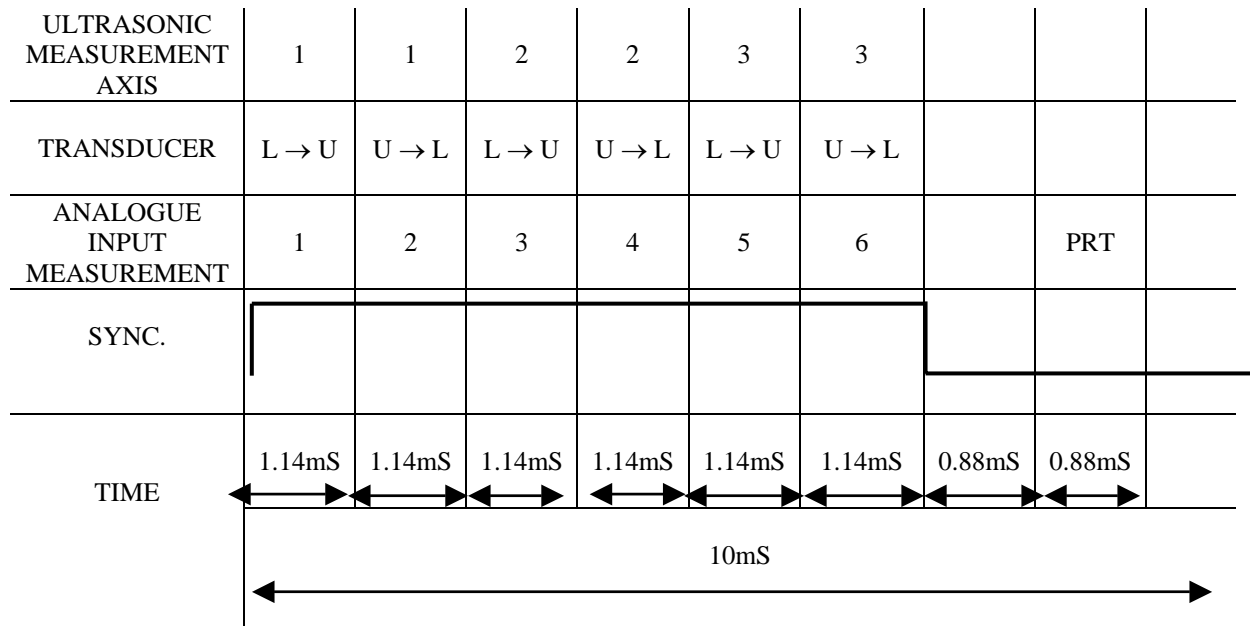 ULTRASONIC
MEASUREMENT
AXIS
1 1 2 2 3 3
TRANSDUCER L → U U → L L → U U → L L → U U → L
ANALOGUE
INPUT
MEASUREMENT
1 2 3 4 5 6 PRT
SYNC.
TIME
1.14mS 1.14mS 1.14mS 1.14mS 1.14mS 1.14mS 0.88mS 0.88mS
10mS